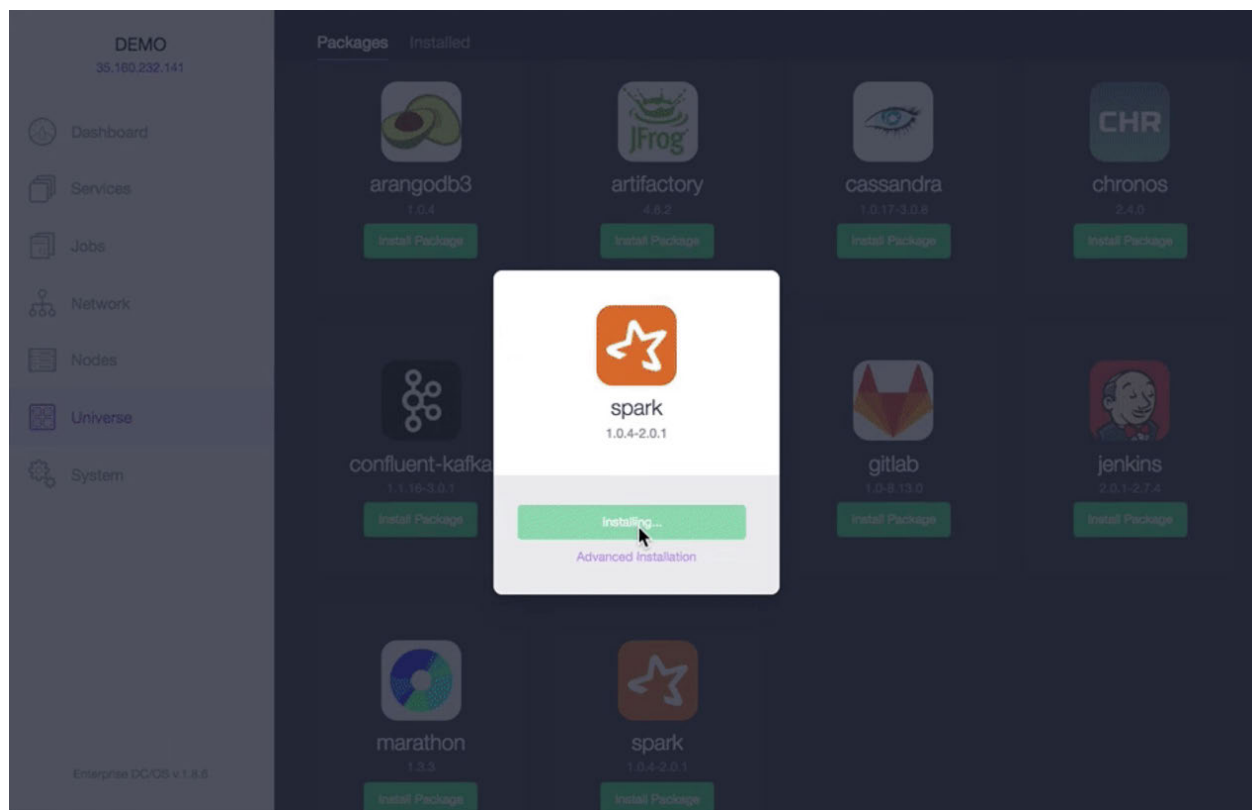 DEMO
35.160.232.141
Dashboard
Services
Jobs
Network
Nodes
Universe
System
Enterprise DC/OS v.1.8.6
Packages Installed
arangodb3
1.0.4
Install Package
JFrog
artifactory
4.6.2
Install Package
cassandra
1.0.17-3.0.8
Install Package
CHR
chronos
2.4.0
Install Package
confluent-kafka
1.1.16-3.0.1
Install Package
gitlab
1.0-8.13.0
Install Package
jenkins
2.0.1-2.7.4
Install Package
marathon
1.3.3
Install Package
spark
1.0.4-2.0.1
Install Package
spark
1.0.4-2.0.1
Installing...
Advanced Installation